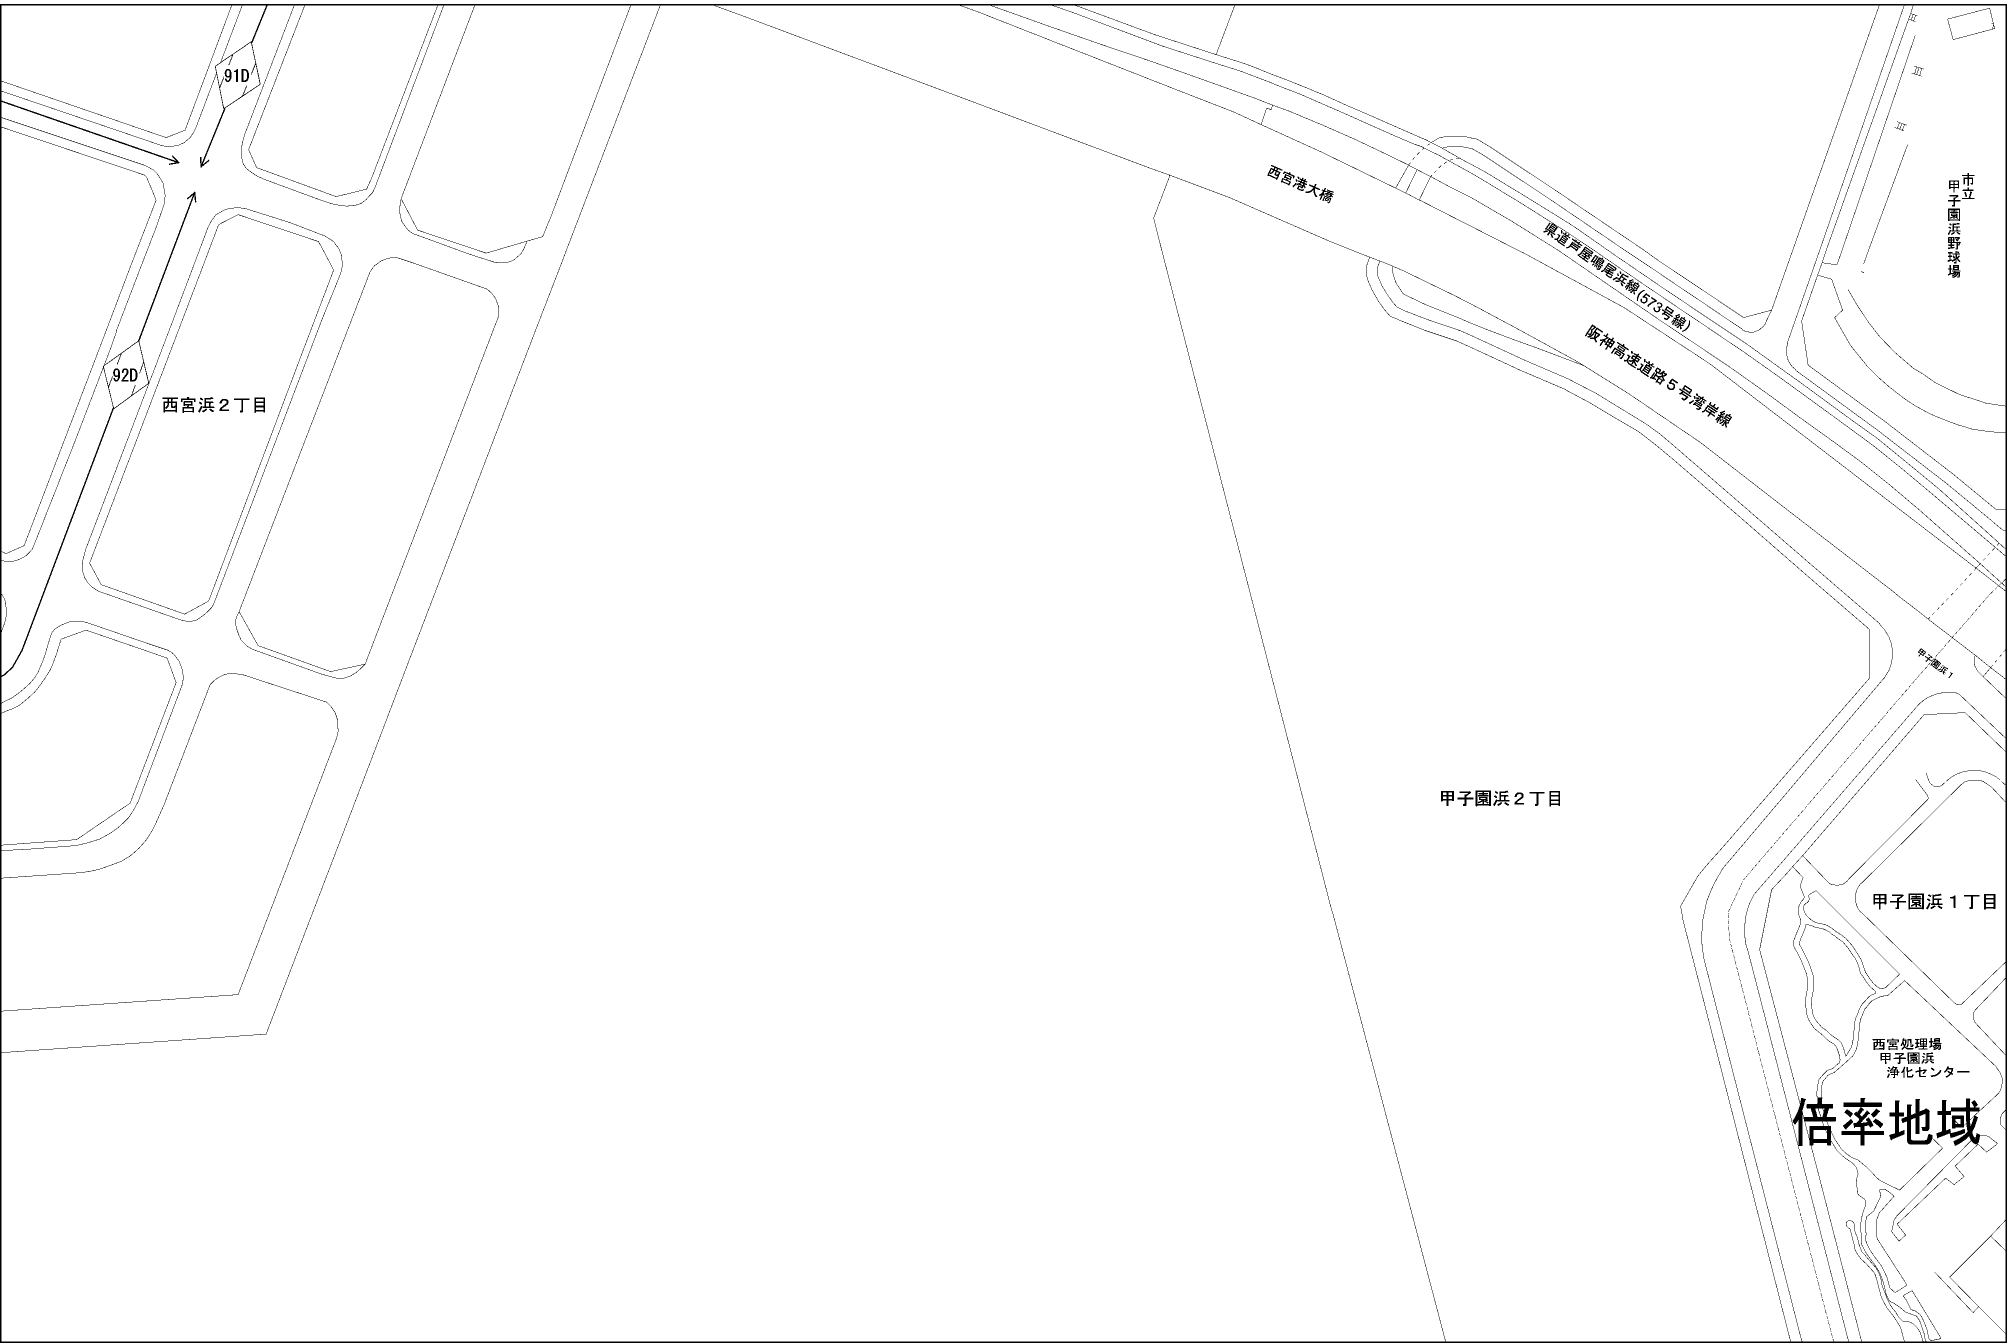 91D
92D
西宮浜２丁目
西宮港大橋
県道芦屋鳴尾浜線(573号線)
阪神高速道路５号湾岸線
市立
甲子園浜野球場
甲子園浜１
甲子園浜２丁目
甲子園浜１丁目
西宮処理場
甲子園浜
浄化センター
倍率地域